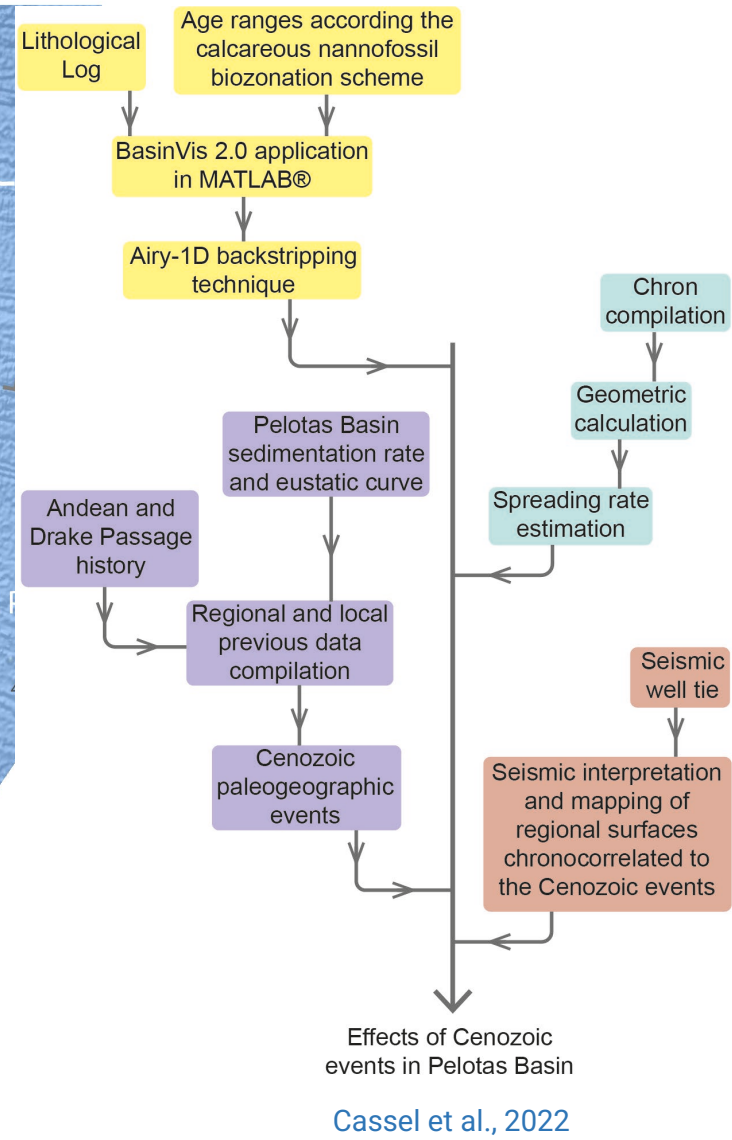 Lithological
Log
Age ranges according the
calcareous nannofossil
biozonation scheme
BasinVis 2.0 application
in MATLAB®
Airy-1D backstripping
technique
Chron
compilation
Geometric
calculation
Spreading rate
estimation
Pelotas Basin
sedimentation rate
and eustatic curve
Andean and
Drake Passage
history
Regional and local
previous data
compilation
Cenozoic
paleogeographic
events
Seismic
well tie
Seismic interpretation
and mapping of
regional surfaces
chronocorrelated to
the Cenozoic events
Effects of Cenozoic
events in Pelotas Basin
Cassel et al., 2022